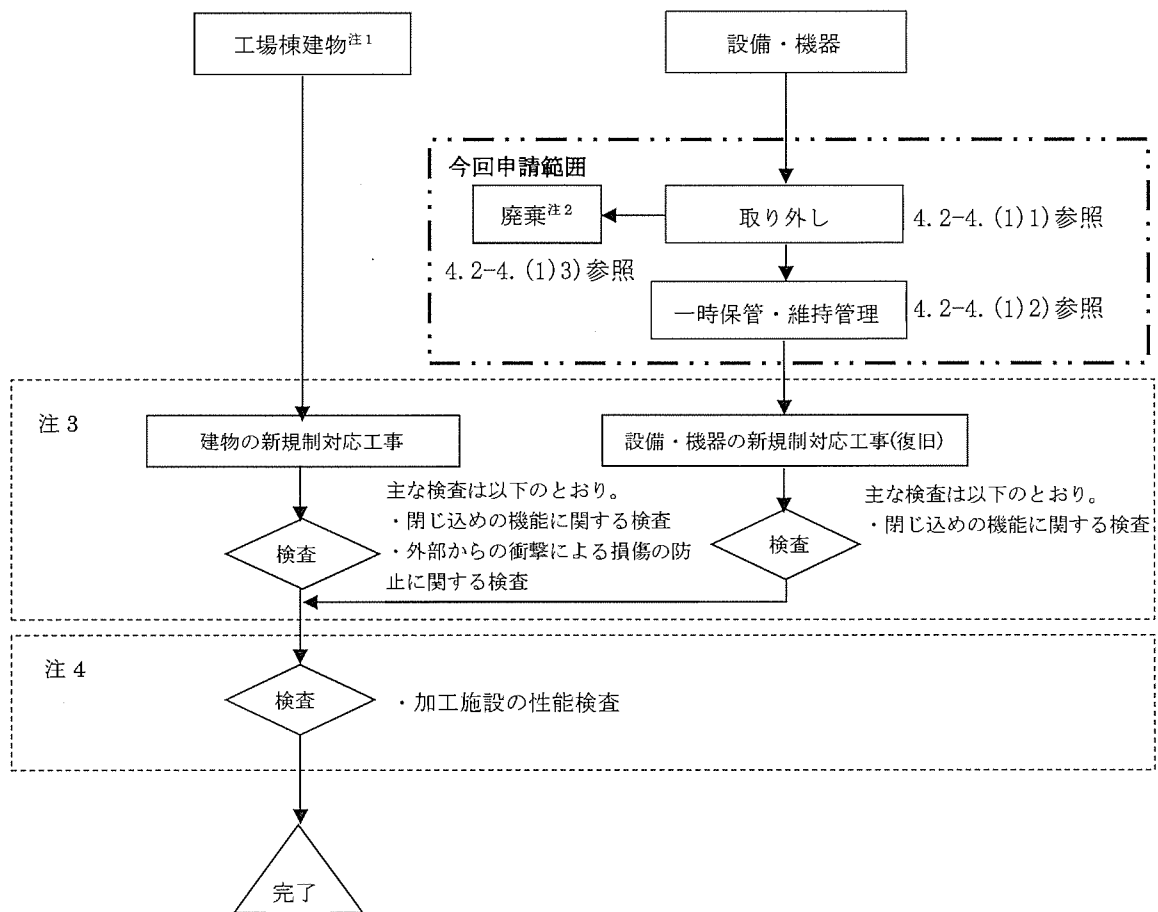 工場棟建物注1
設備・機器
今回申請範囲
廃棄注2
取り外し
4.2-4.(1)1)参照
4.2-4.(1)3)参照
一時保管・維持管理
4.2-4.(1)2)参照
注3
建物の新規制対応工事
設備・機器の新規制対応工事(復旧)
検査
主な検査は以下のとおり。
・閉じ込めの機能に関する検査
・外部からの衝撃による損傷の防
止に関する検査
検査
主な検査は以下のとおり。
・閉じ込めの機能に関する検査
注4
検査
・加工施設の性能検査
完了